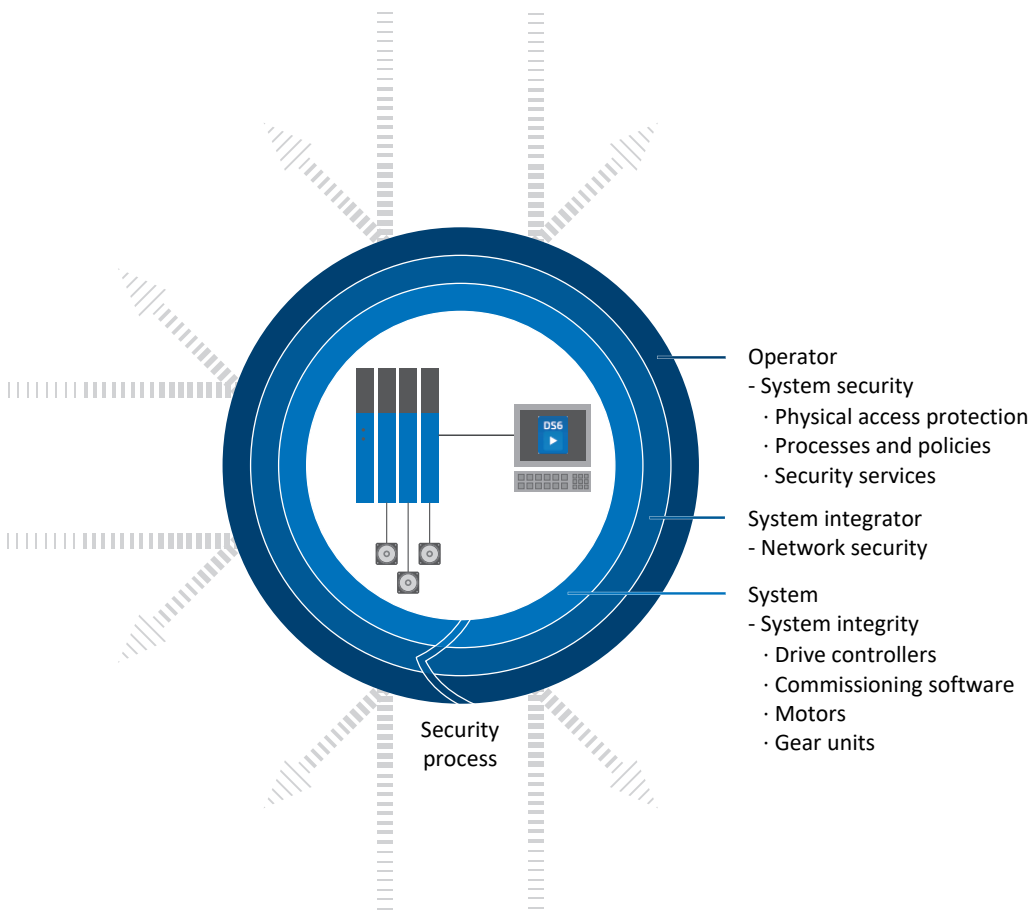 DS6
Operator
- System security
· Physical access protection
· Processes and policies
· Security services
System integrator
- Network security
System
- System integrity
· Drive controllers
· Commissioning software
· Motors
· Gear units
Security
process